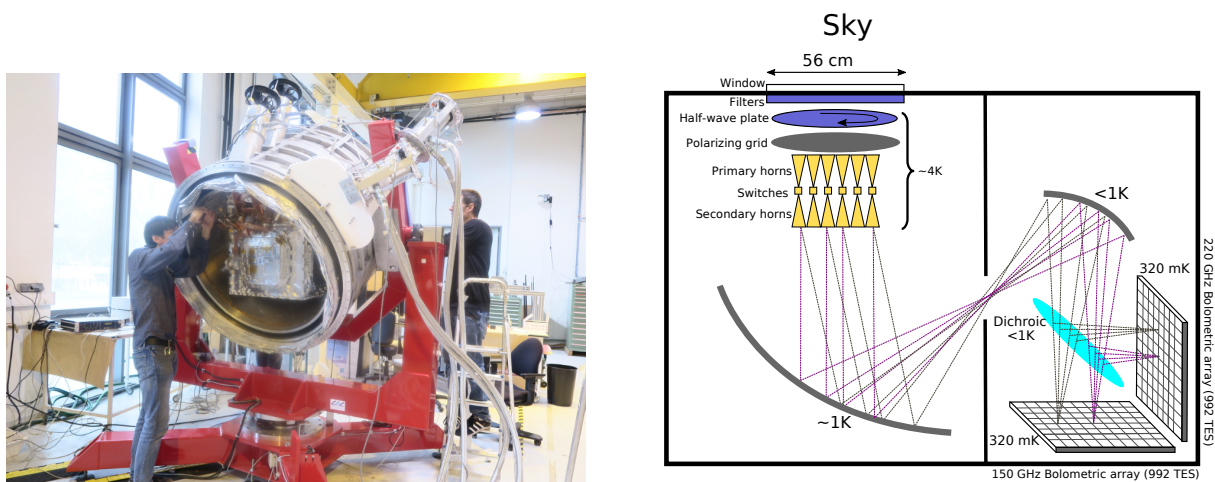 Sky
56 cm
Window
Filters
Half-wave plate
Polarizing grid
~4K
Primary horns
Switches
Secondary horns
<1K
320 mK
Dichroic
<1K
~1K
320 mK
220 GHz Bolometric array (992 TES)
150 GHz Bolometric array (992 TES)